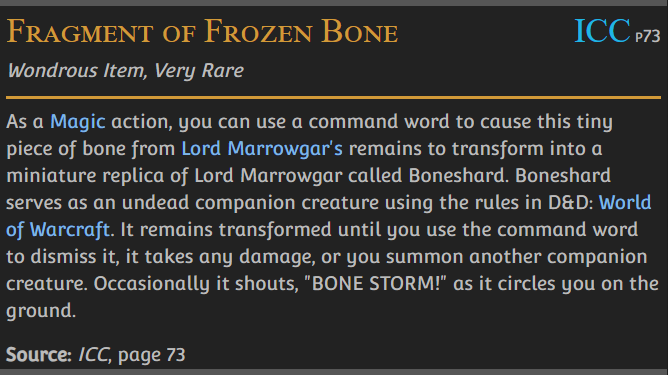 Fragment of Frozen Bone ICC p73
Wondrous Item, Very Rare
As a Magic action, you can use a command word to cause this tiny
piece of bone from Lord Marrowgar's remains to transform into a
miniature replica of Lord Marrowgar called Boneshard. Boneshard
serves as an undead companion creature using the rules in D&D: World
of Warcraft. It remains transformed until you use the command word
to dismiss it, it takes any damage, or you summon another companion
creature. Occasionally it shouts, "BONE STORM!" as it circles you on the
ground.
Source: ICC, page 73